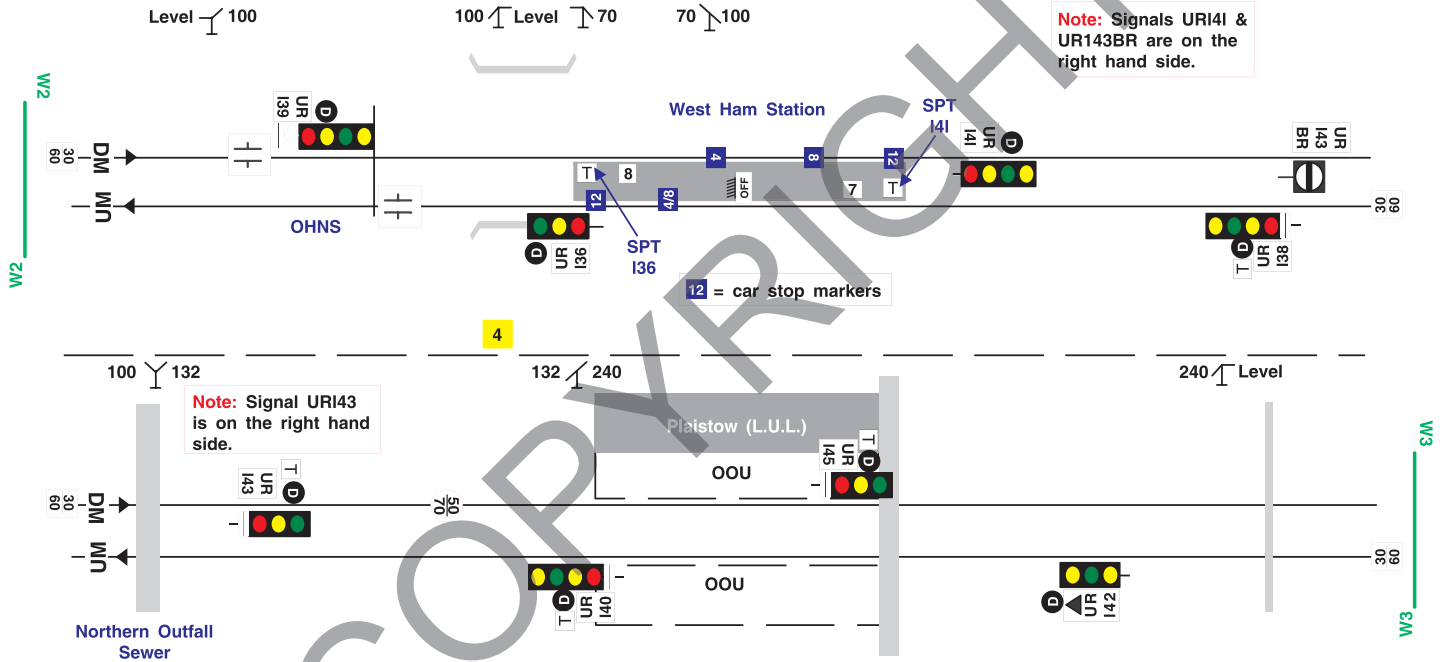 Level 100
100 Level 70
70 100
Note: Signals URI4I &
UR143BR are on the
right hand side.
W2
UR
I39
D
West Ham Station
SPT
I4I
UR
I4I
D
UR
I43
BR
30
60
DM
4
8
12
T
8
OFF
7
T
UM
12
4/8
30
60
OHNS
D
UR
I36
SPT
I36
D
T
UR
I38
W2
12 = car stop markers
4
100 132
132 240
240 Level
Note: Signal URI43
is on the right hand
side.
Plaistow (L.U.L.)
W3
T
D
UR
I43
T
D
UR
I45
OOU
30
60
DM
50
70
UM
30
60
OOU
D
T
UR
I40
D
UR
I42
W3
Northern Outfall
Sewer
COPYRIGHT